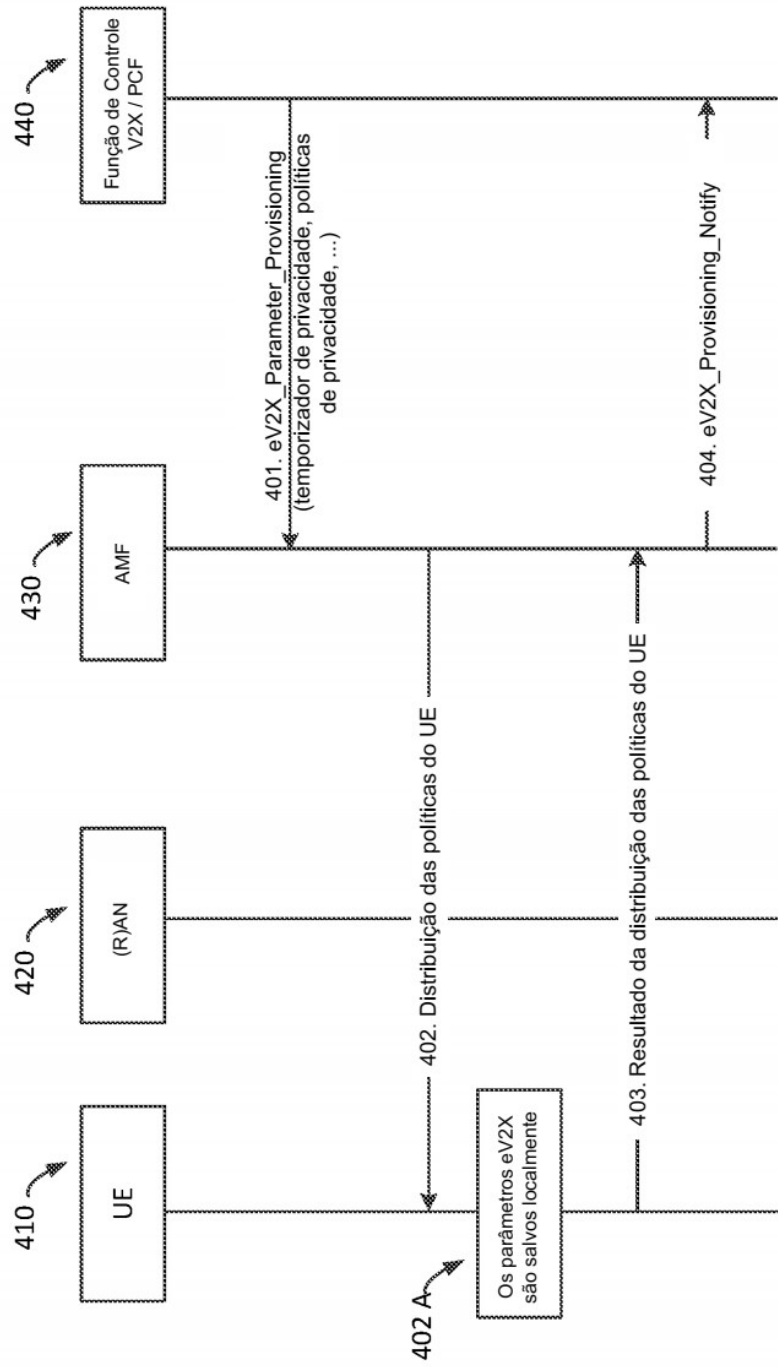 410
UE
420
(R)AN
430
AMF
440
Função de Controle
V2X / PCF
401. eV2X_Parameter_Provisioning
(temporizador de privacidade, políticas
de privacidade, ...)
402. Distribuição das políticas do UE
402 A
Os parâmetros eV2X
são salvos localmente
403. Resultado da distribuição das políticas do UE
404. eV2X_Provisioning_Notify